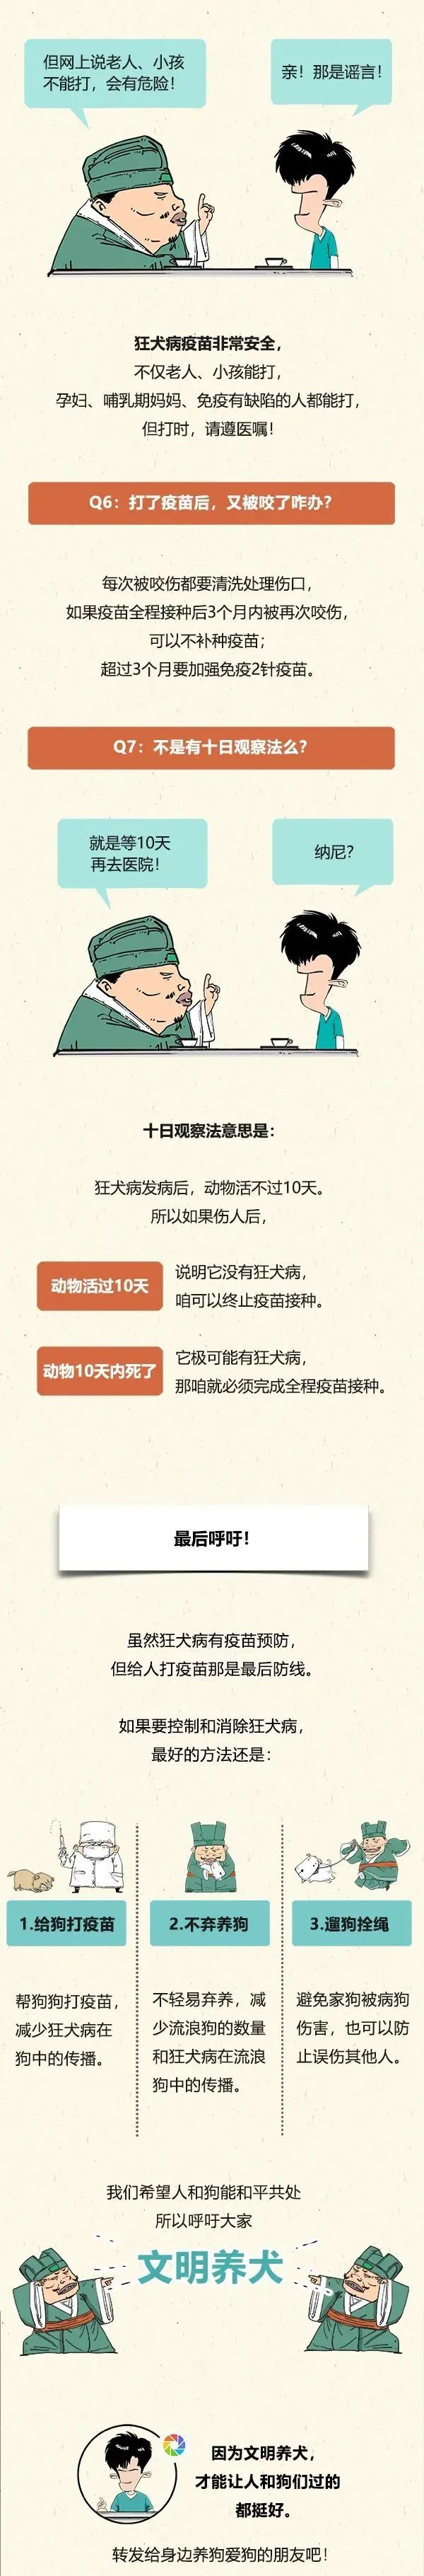 但网上说老人、小孩
不能打，会有危险！
亲！那是谣言！
狂犬病疫苗非常安全，
不仅老人、小孩能打，
孕妇、哺乳期妈妈、免疫有缺陷的人都能打，
但打时，请遵医嘱！
Q6：打了疫苗后，又被咬了咋办？
每次被咬伤都要清洗处理伤口，
如果疫苗全程接种后3个月内被再次咬伤，
可以不补种疫苗；
超过3个月要加强免疫2针疫苗。
Q7：不是有十日观察法么？
就是等10天
再去医院！
纳尼？
十日观察法意思是：
狂犬病发病后，动物活不过10天。
所以如果伤人后，
动物活过10天
说明它没有狂犬病，
咱可以终止疫苗接种。
动物10天内死了
它极可能有狂犬病，
那咱就必须完成全程疫苗接种。
最后呼吁！
虽然狂犬病有疫苗预防，
但给人打疫苗那是最后防线。
如果要控制和消除狂犬病，
最好的方法还是：
1.给狗打疫苗
帮狗狗打疫苗，
减少狂犬病在
狗中的传播。
2.不弃养狗
不轻易弃养，减
少流浪狗的数量
和狂犬病在流浪
狗中的传播。
3.遛狗拴绳
避免家狗被病狗
伤害，也可以防
止误伤其他人。
我们希望人和狗能和平共处
所以呼吁大家
文明养犬
因为文明养犬，
才能让人和狗们过的
都挺好。
转发给身边养狗爱狗的朋友吧！